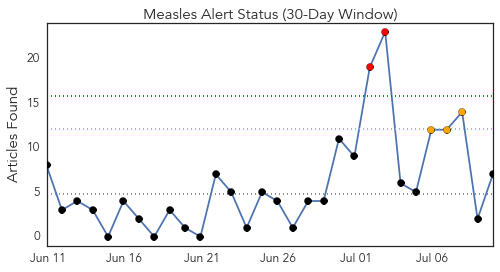 Measles Alert Status (30-Day Window)
Articles Found
20
15
10
5
0
Jun 11 Jun 16 Jun 21 Jun 26 Jul 01 Jul 06